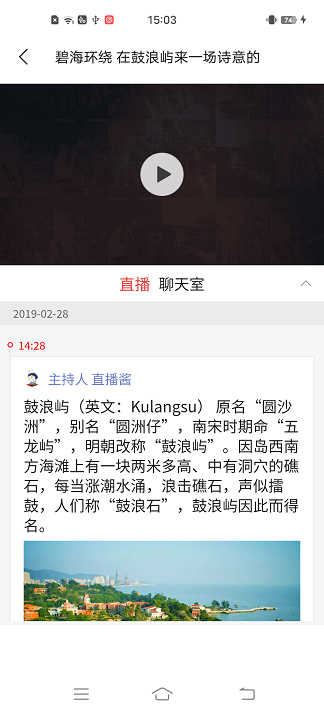 15:03
74
碧海环绕 在鼓浪屿来一场诗意的
直播 聊天室
2019-02-28
14:28
主持人 直播酱
鼓浪屿（英文：Kulangsu） 原名“圆沙
洲”，别名“圆洲仔”，南宋时期命“五
龙屿”，明朝改称“鼓浪屿”。因岛西南
方海滩上有一块两米多高、中有洞穴的礁
石，每当涨潮水涌，浪击礁石，声似擂
鼓，人们称“鼓浪石”，鼓浪屿因此而得
名。